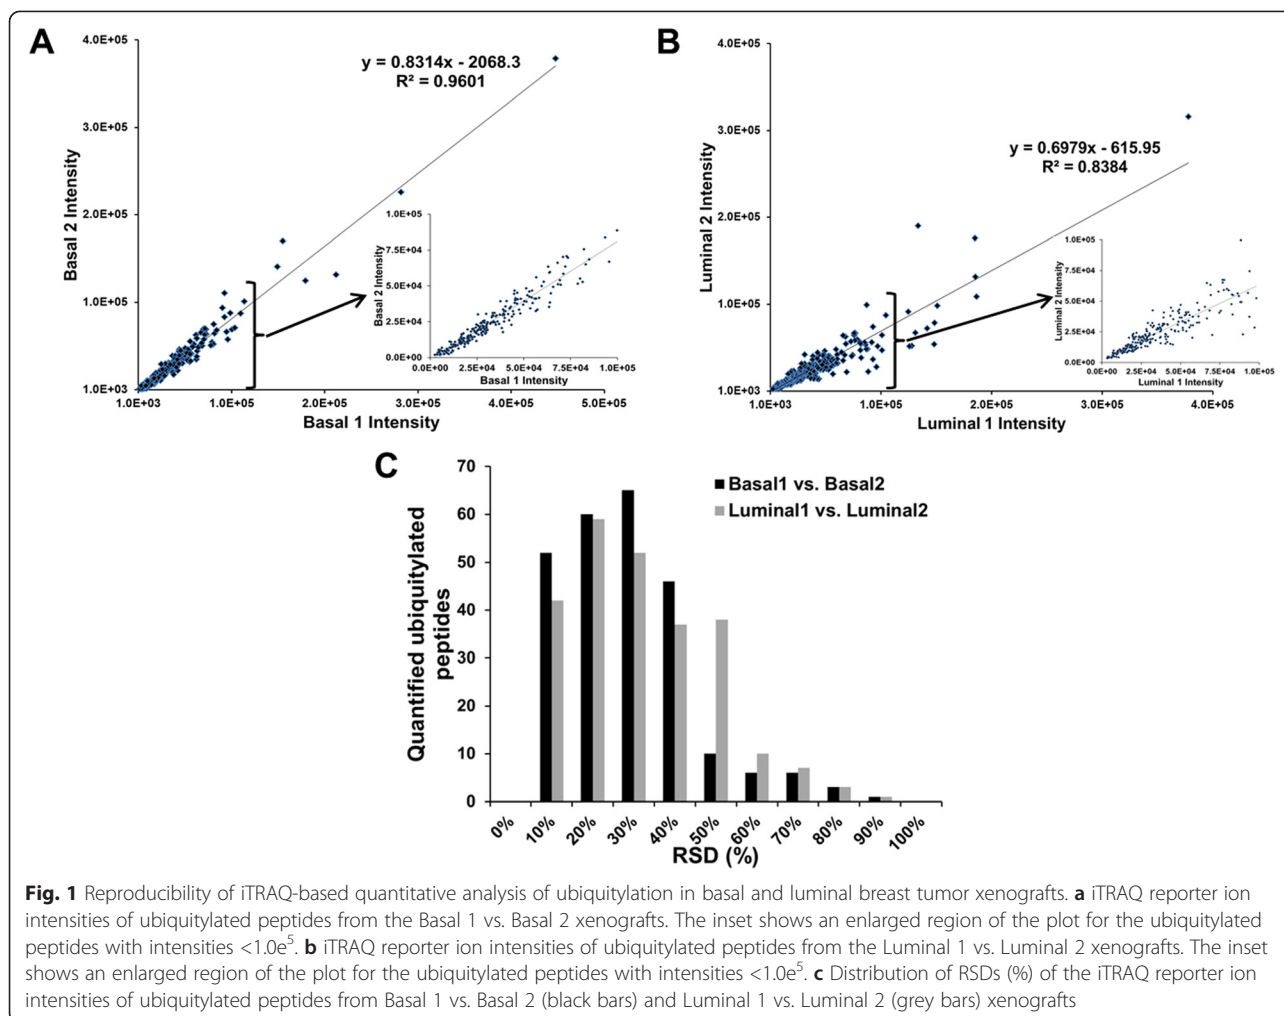 A
4.0E+05
3.0E+05
2.0E+05
1.0E+05
1.0E+03
Basal 2 Intensity
y = 0.8314x - 2068.3
R² = 0.9601
1.0E+05
7.5E+04
5.0E+04
2.5E+04
0.0E+00
Basal 2 Intensity
0.0E+00 2.5E+04 5.0E+04 7.5E+04 1.0E+05
Basal 1 Intensity
1.0E+03 1.0E+05 2.0E+05 3.0E+05 4.0E+05 5.0E+05
Basal 1 Intensity
B
4.0E+05
3.0E+05
2.0E+05
1.0E+05
1.0E+03
Luminal 2 Intensity
y = 0.6979x - 615.95
R² = 0.8384
1.0E+05
7.5E+04
5.0E+04
2.5E+04
0.0E+00
Luminal 2 Intensity
0.0E+00 2.5E+04 5.0E+04 7.5E+04 1.0E+05
Luminal 1 Intensity
1.0E+03 1.0E+05 2.0E+05 3.0E+05 4.0E+05
Luminal 1 Intensity
C
70
60
50
40
30
20
10
0
Quantified ubiquitylated
peptides
Basal1 vs. Basal2
Luminal1 vs. Luminal2
0% 10% 20% 30% 40% 50% 60% 70% 80% 90% 100%
RSD (%)
Fig. 1 Reproducibility of iTRAQ-based quantitative analysis of ubiquitylation in basal and luminal breast tumor xenografts. a iTRAQ reporter ion
intensities of ubiquitylated peptides from the Basal 1 vs. Basal 2 xenografts. The inset shows an enlarged region of the plot for the ubiquitylated
peptides with intensities <1.0e⁵. b iTRAQ reporter ion intensities of ubiquitylated peptides from the Luminal 1 vs. Luminal 2 xenografts. The inset
shows an enlarged region of the plot for the ubiquitylated peptides with intensities <1.0e⁵. c Distribution of RSDs (%) of the iTRAQ reporter ion
intensities of ubiquitylated peptides from Basal 1 vs. Basal 2 (black bars) and Luminal 1 vs. Luminal 2 (grey bars) xenografts